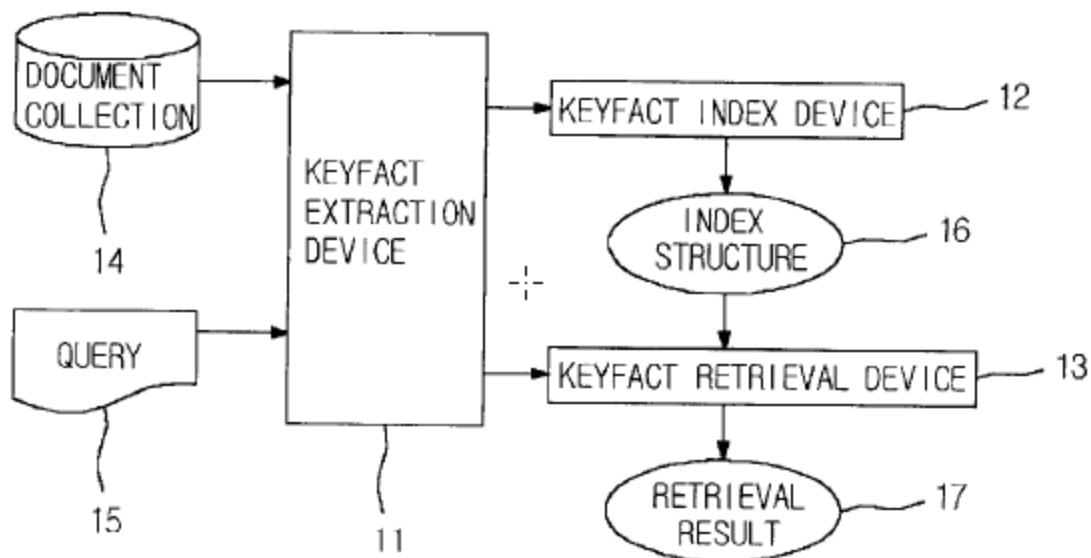 DOCUMENT
COLLECTION
14
QUERY
15
KEYFACT
EXTRACTION
DEVICE
11
KEYFACT INDEX DEVICE
12
INDEX
STRUCTURE
16
KEYFACT RETRIEVAL DEVICE
13
RETRIEVAL
RESULT
17